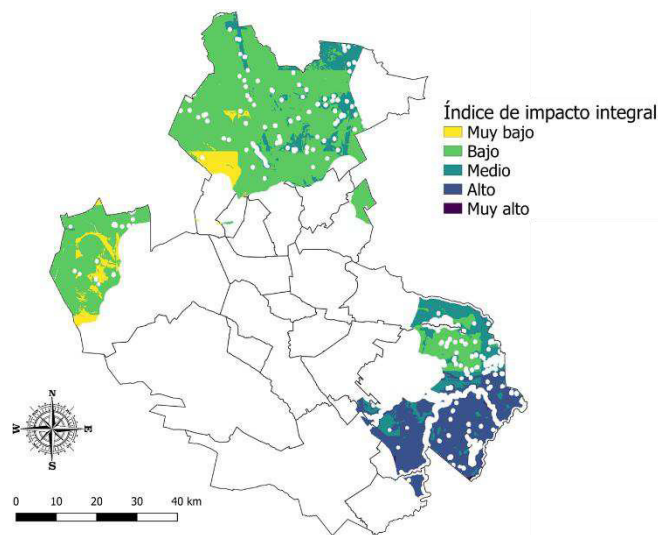 Índice de impacto integral
Muy bajo
Bajo
Medio
Alto
Muy alto
N
W E
S
0 10 20 30 40 km